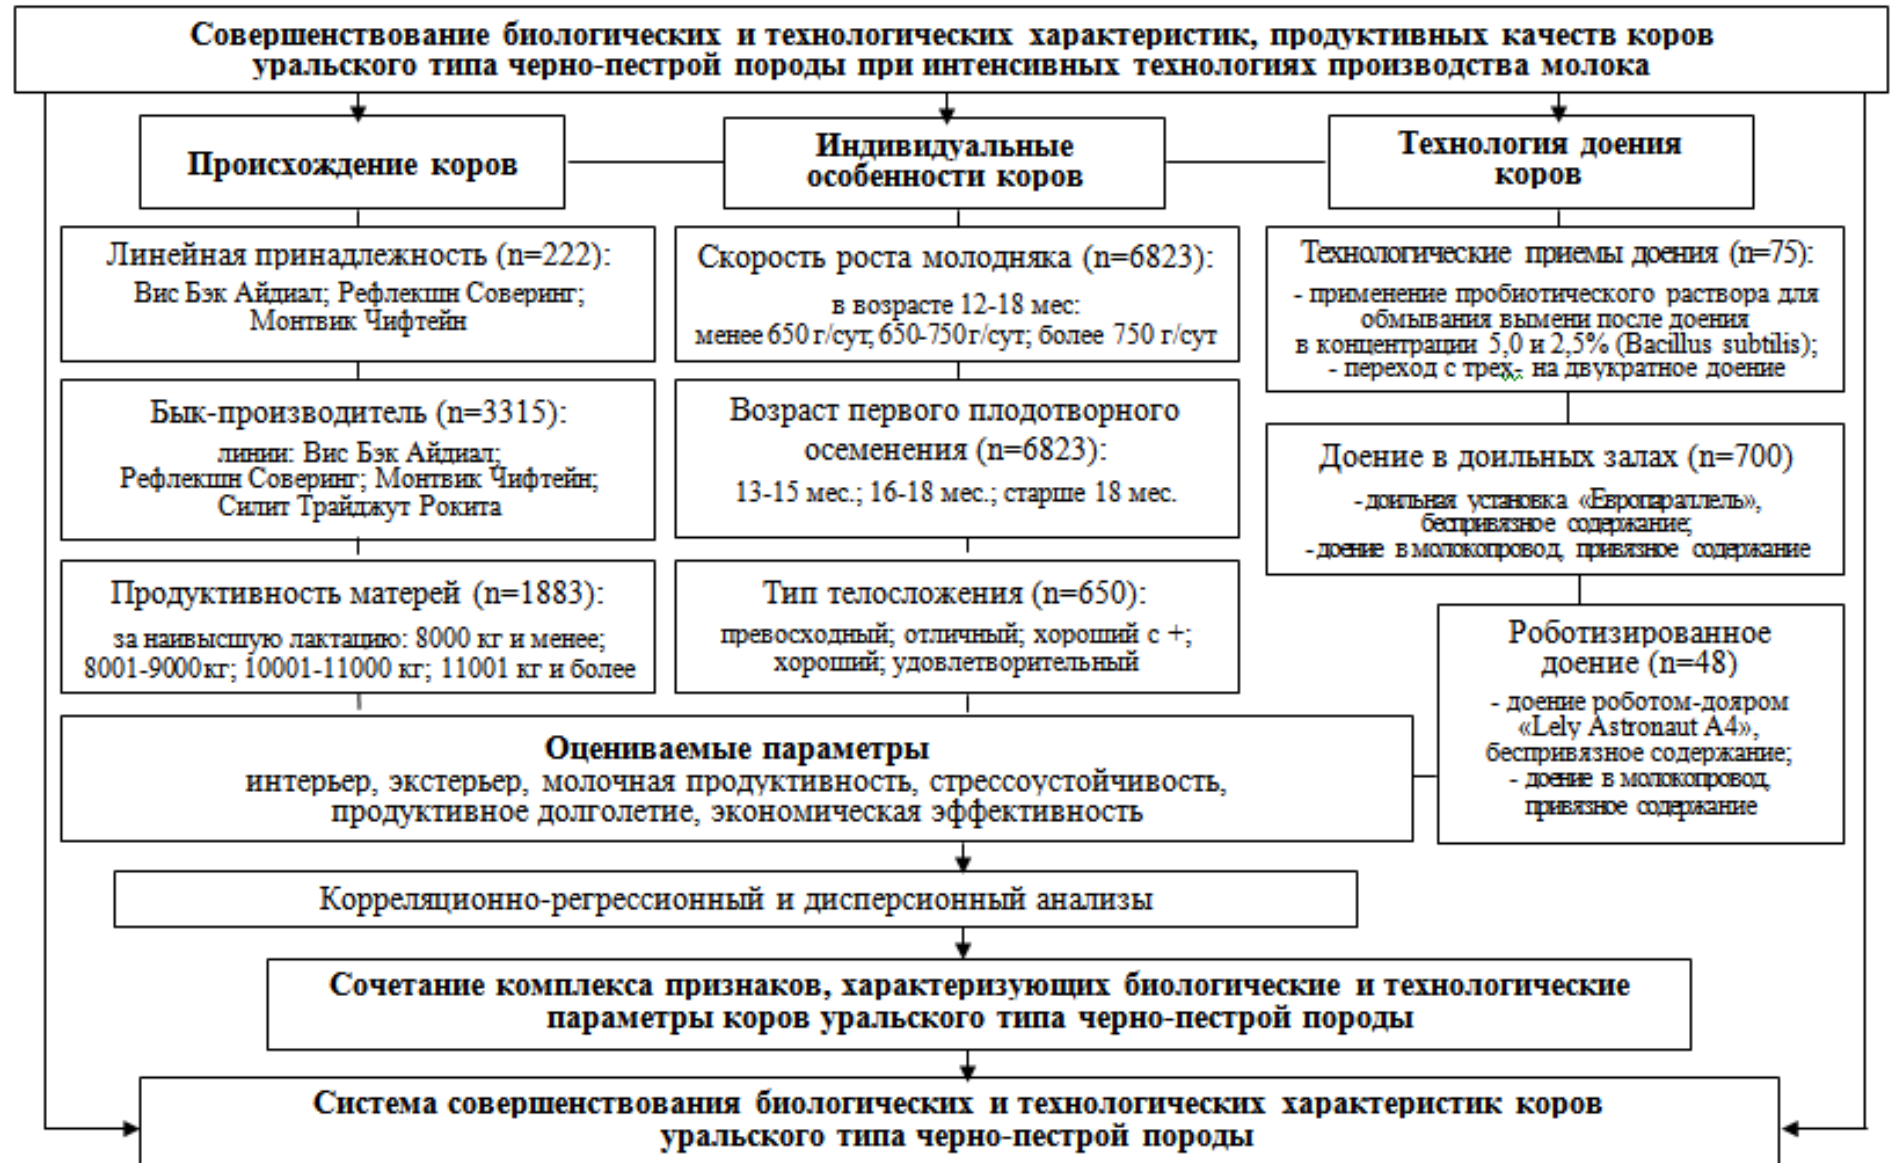 Совершенствование биологических и технологических характеристик, продуктивных качеств коров
уральского типа черно-пестрой породы при интенсивных технологиях производства молока
Происхождение коров
Индивидуальные
особенности коров
Технология доения
коров
Линейная принадлежность (n=222):
Вис Бэк Айдиал; Рефлекшн Соверинг;
Монтвик Чифтейн
Бык-производитель (n=3315):
линии: Вис Бэк Айдиал;
Рефлекшн Соверинг; Монтвик Чифтейн;
Силит Трайджут Рокита
Продуктивность матерей (n=1883):
за наивысшую лактацию: 8000 кг и менее;
8001-9000кг; 10001-11000 кг; 11001 кг и более
Скорость роста молодняка (n=6823):
в возрасте 12-18 мес:
менее 650 г/сут; 650-750г/сут; более 750 г/сут
Возраст первого плодотворного
осеменения (n=6823):
13-15 мес.; 16-18 мес.; старше 18 мес.
Тип телосложения (n=650):
превосходный; отличный; хороший с +;
хороший; удовлетворительный
Технологические приемы доения (n=75):
- применение пробиотического раствора для
обмывания вымени после доения
в концентрации 5,0 и 2,5% (Bacillus subtilis);
- переход с трех- на двукратное доение
Доение в доильных залах (n=700)
- доильная установка «Европараллель»,
беспривязное содержание;
- доение в молокопровод, привязное содержание
Роботизированное
доение (n=48)
- доение роботом-дояром
«Lely Astronaut A4»,
беспривязное содержание;
- доение в молокопровод,
привязное содержание
Оцениваемые параметры
интерьер, экстерьер, молочная продуктивность, стрессоустойчивость,
продуктивное долголетие, экономическая эффективность
Корреляционно-регрессионный и дисперсионный анализы
Сочетание комплекса признаков, характеризующих биологические и технологические
параметры коров уральского типа черно-пестрой породы
Система совершенствования биологических и технологических характеристик коров
уральского типа черно-пестрой породы